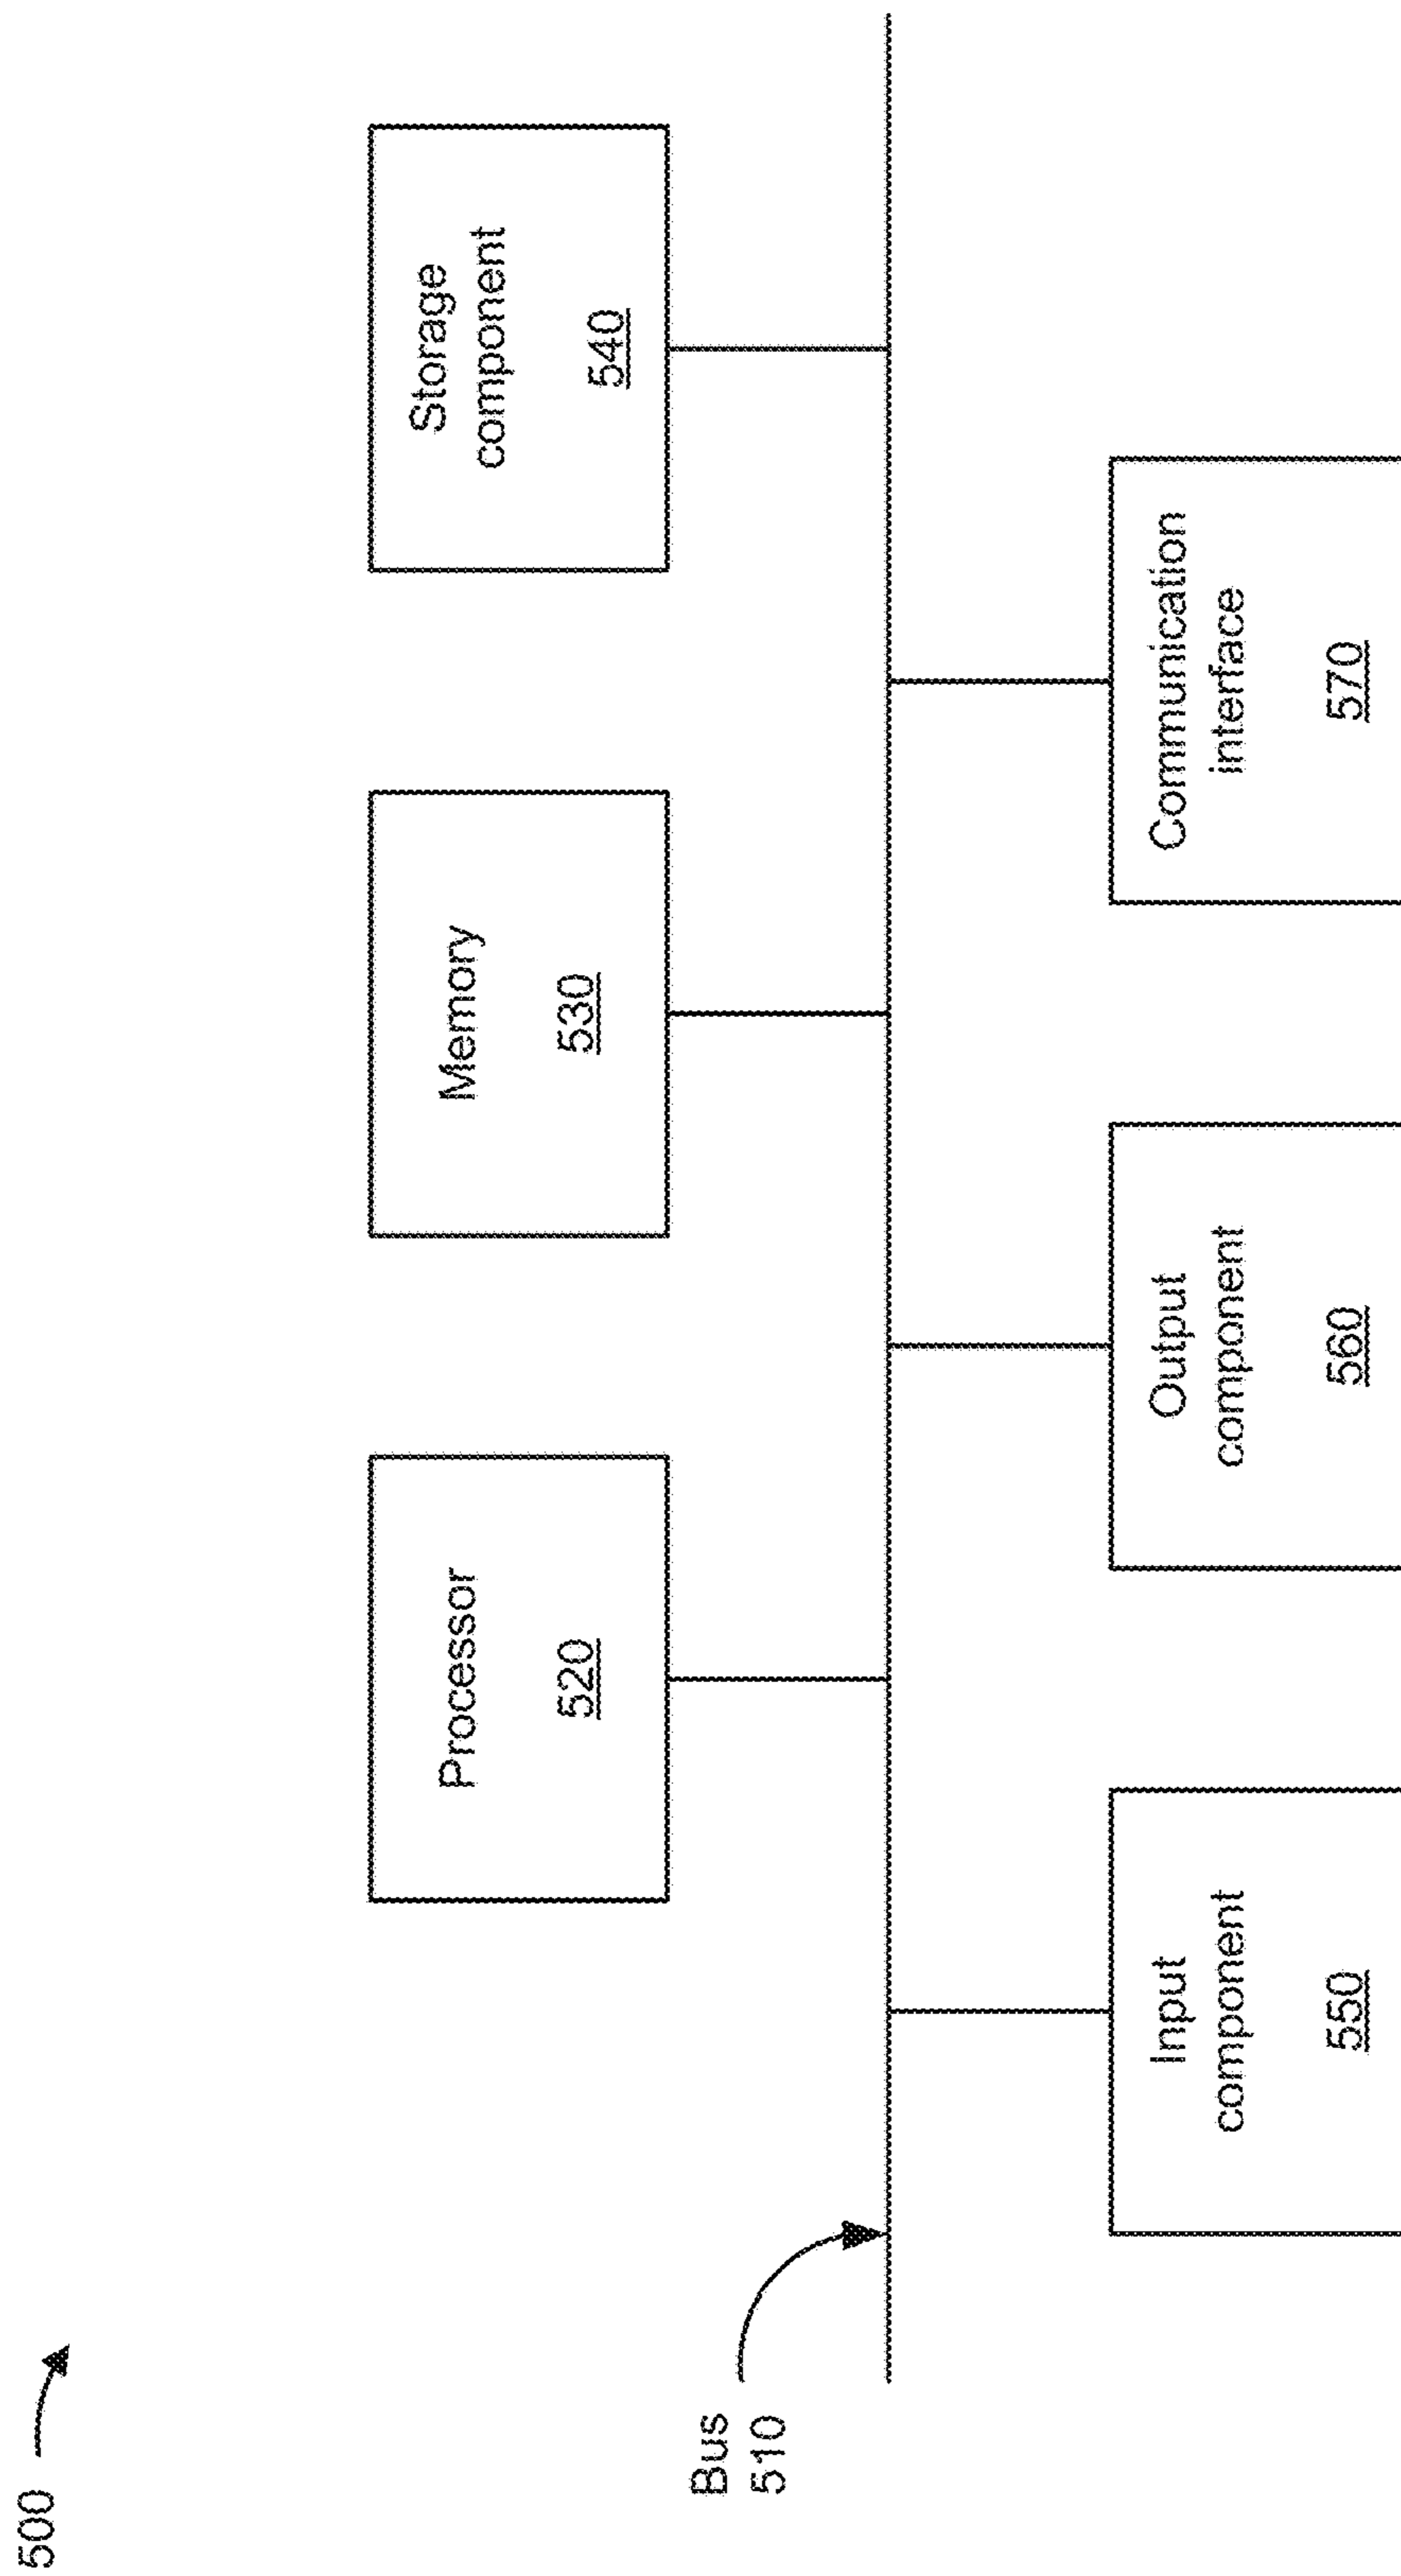 500
Processor
520
Memory
530
Storage
component
540
Bus
510
Input
component
550
Output
component
560
Communication
interface
570